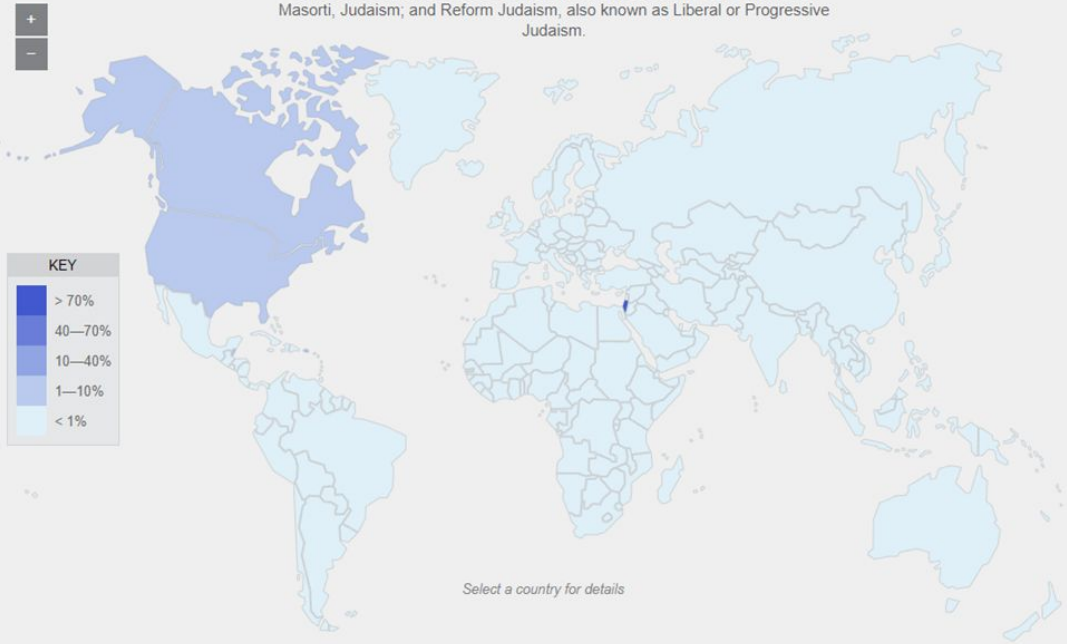 +
−
Masorti, Judaism; and Reform Judaism, also known as Liberal or Progressive
Judaism.
KEY
> 70%
40—70%
10—40%
1—10%
< 1%
Select a country for details